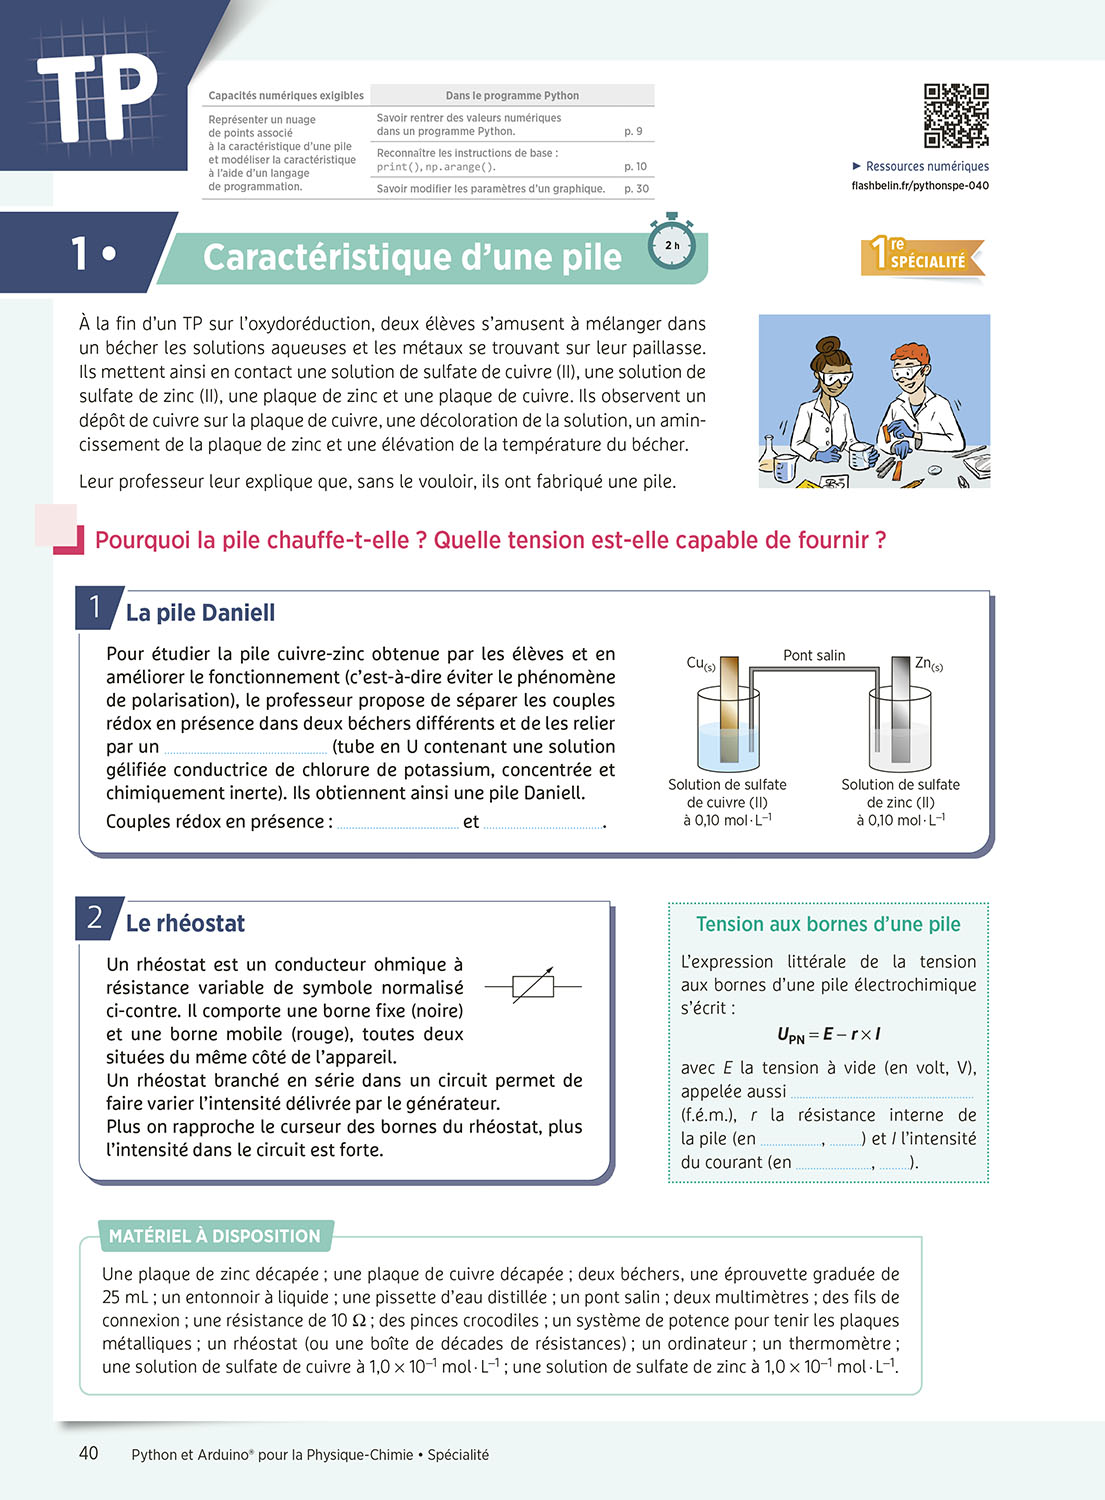 TP
Capacités numériques exigibles
Dans le programme Python
Représenter un nuage
de points associé
à la caractéristique d'une pile
et modéliser la caractéristique
à l'aide d'un langage
de programmation.
Savoir rentrer des valeurs numériques
dans un programme Python. p. 9
Reconnaître les instructions de base :
print(), np.arange(). p. 10
Savoir modifier les paramètres d'un graphique. p. 30
► Ressources numériques
flashbelin.fr/pythonspe-040
1 • Caractéristique d'une pile
2 h
1re SPÉCIALITÉ
À la fin d'un TP sur l'oxydoréduction, deux élèves s'amusent à mélanger dans
un bécher les solutions aqueuses et les métaux se trouvant sur leur paillasse.
Ils mettent ainsi en contact une solution de sulfate de cuivre (II), une solution de
sulfate de zinc (II), une plaque de zinc et une plaque de cuivre. Ils observent un
dépôt de cuivre sur la plaque de cuivre, une décoloration de la solution, un amin-
cissement de la plaque de zinc et une élévation de la température du bécher.
Leur professeur leur explique que, sans le vouloir, ils ont fabriqué une pile.
Pourquoi la pile chauffe-t-elle ? Quelle tension est-elle capable de fournir ?
1 La pile Daniell
Pour étudier la pile cuivre-zinc obtenue par les élèves et en
améliorer le fonctionnement (c'est-à-dire éviter le phénomène
de polarisation), le professeur propose de séparer les couples
rédox en présence dans deux béchers différents et de les relier
par un ........ (tube en U contenant une solution
gélifiée conductrice de chlorure de potassium, concentrée et
chimiquement inerte). Ils obtiennent ainsi une pile Daniell.
Couples rédox en présence : ........ et ........ .
Cu(s)
Pont salin
Zn(s)
Solution de sulfate
de cuivre (II)
à 0,10 mol·L–1
Solution de sulfate
de zinc (II)
à 0,10 mol·L–1
2 Le rhéostat
Un rhéostat est un conducteur ohmique à
résistance variable de symbole normalisé
ci-contre. Il comporte une borne fixe (noire)
et une borne mobile (rouge), toutes deux
situées du même côté de l'appareil.
Un rhéostat branché en série dans un circuit permet de
faire varier l'intensité délivrée par le générateur.
Plus on rapproche le curseur des bornes du rhéostat, plus
l'intensité dans le circuit est forte.
Tension aux bornes d'une pile
L'expression littérale de la tension
aux bornes d'une pile électrochimique
s'écrit :
UPN = E – r × I
avec E la tension à vide (en volt, V),
appelée aussi ........
(f.é.m.), r la résistance interne de
la pile (en ........, ........) et I l'intensité
du courant (en ........, ........).
MATÉRIEL À DISPOSITION
Une plaque de zinc décapée ; une plaque de cuivre décapée ; deux béchers, une éprouvette graduée de
25 mL ; un entonnoir à liquide ; une pissette d'eau distillée ; un pont salin ; deux multimètres ; des fils de
connexion ; une résistance de 10 Ω ; des pinces crocodiles ; un système de potence pour tenir les plaques
métalliques ; un rhéostat (ou une boîte de décades de résistances) ; un ordinateur ; un thermomètre ;
une solution de sulfate de cuivre à 1,0 × 10–1 mol·L–1 ; une solution de sulfate de zinc à 1,0 × 10–1 mol·L–1.
40 Python et Arduino® pour la Physique-Chimie • Spécialité